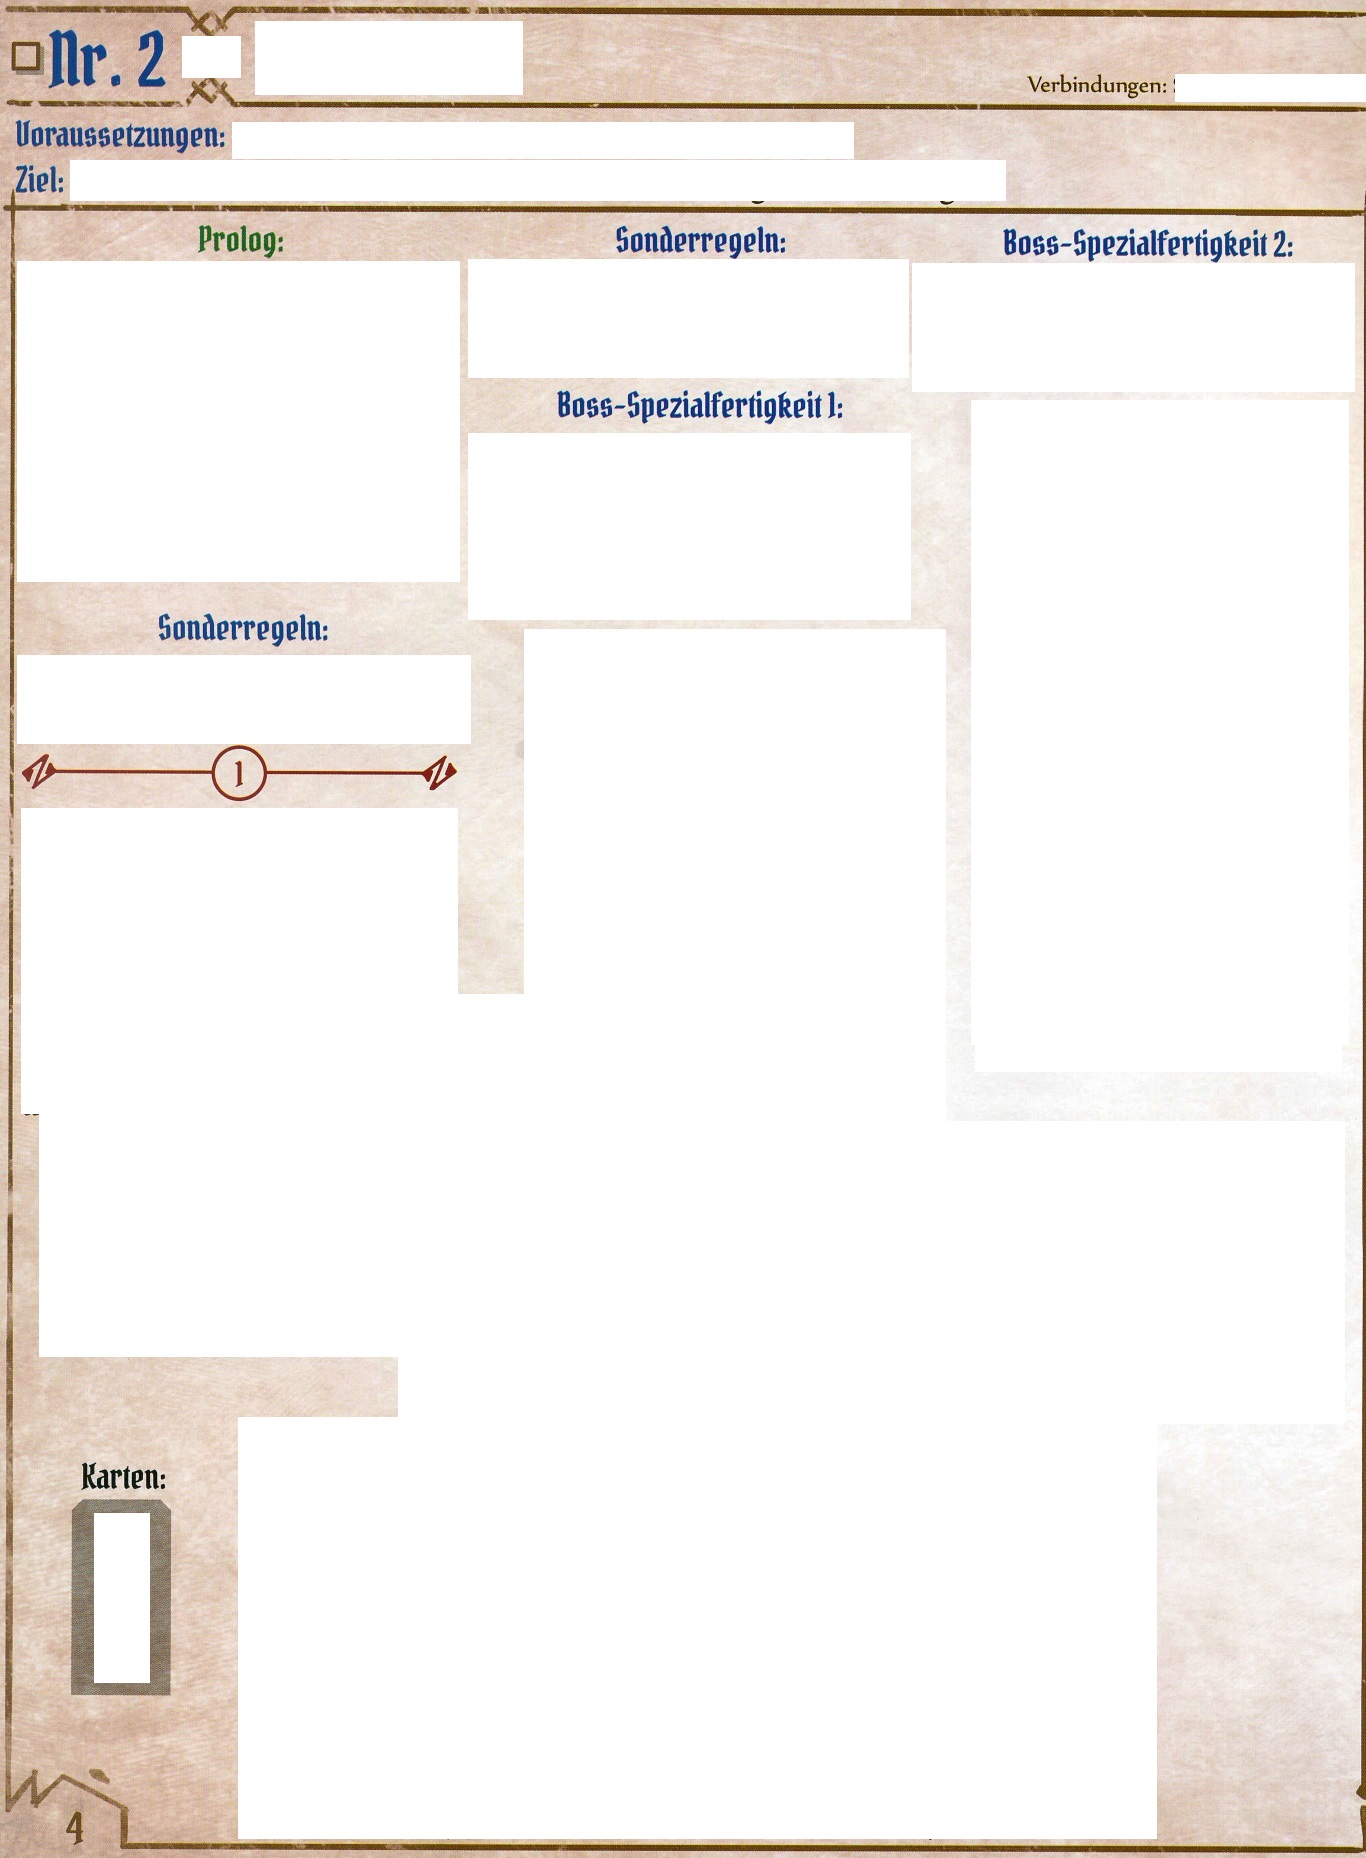 Nr. 2
Verbindungen:
Voraussetzungen:
Ziel:
Prolog:
Sonderregeln:
1
Sonderregeln:
Boss-Spezialfertigkeit 1:
Boss-Spezialfertigkeit 2:
Karten:
4